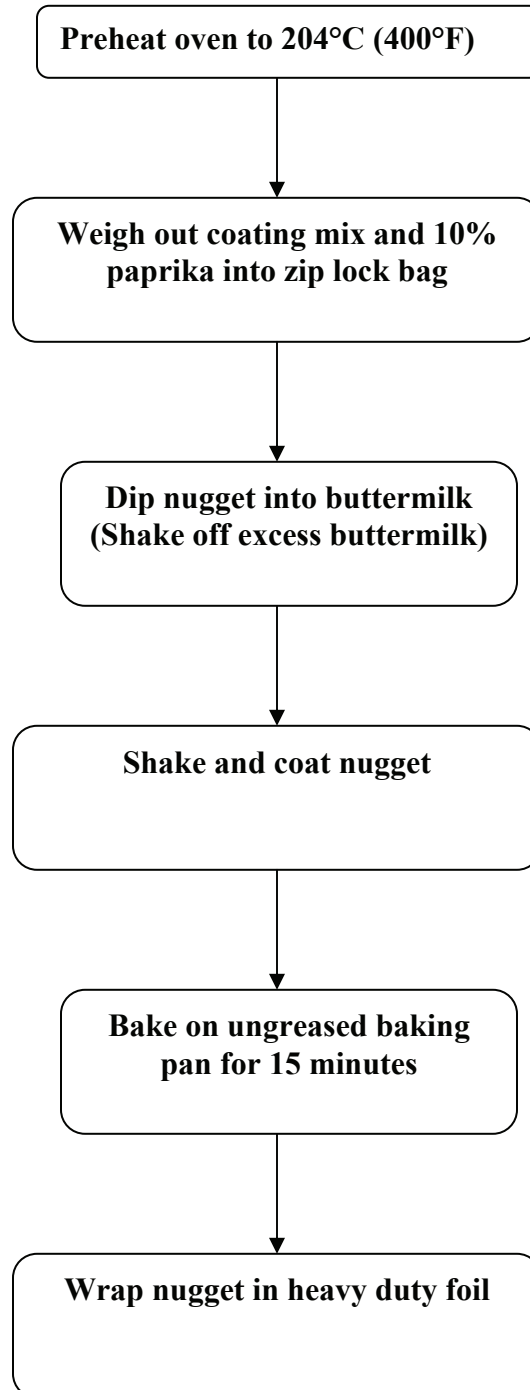 Preheat oven to 204°C (400°F)
Weigh out coating mix and 10%
paprika into zip lock bag
Dip nugget into buttermilk
(Shake off excess buttermilk)
Shake and coat nugget
Bake on ungreased baking
pan for 15 minutes
Wrap nugget in heavy duty foil